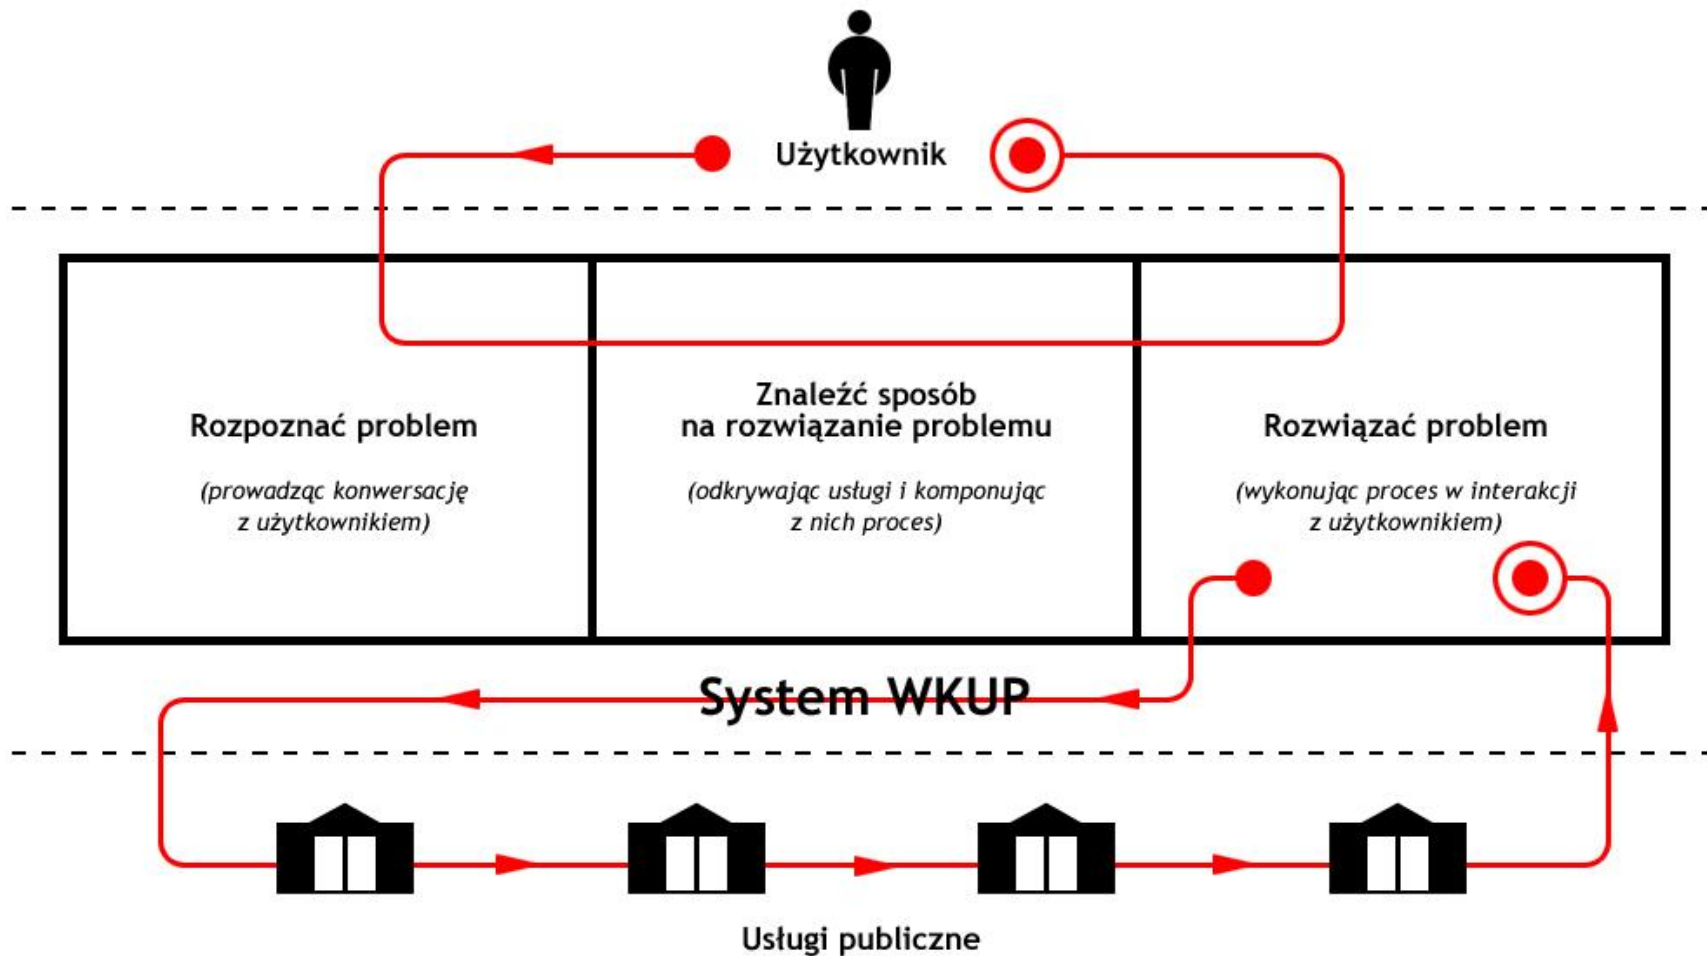 Użytkownik
Rozpoznać problem
(prowadząc konwersację
z użytkownikiem)
Znaleźć sposób
na rozwiązanie problemu
(odkrywając usługi i komponując
z nich proces)
Rozwiązać problem
(wykonując proces w interakcji
z użytkownikiem)
System WKUP
Usługi publiczne